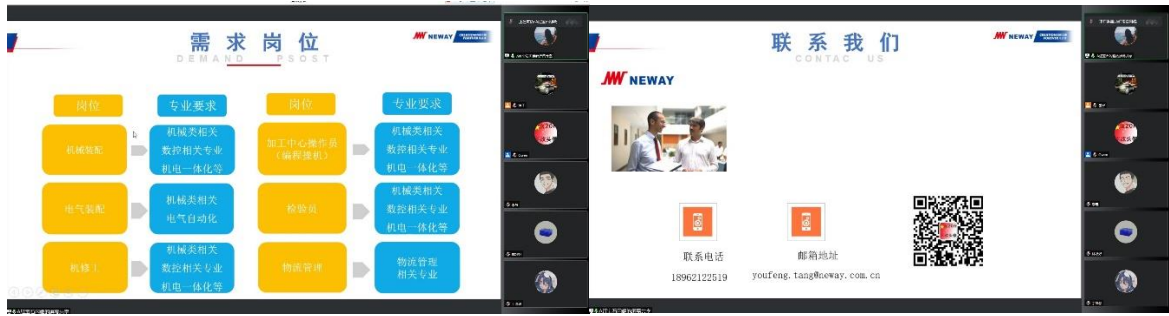 需求岗位
DEMAND PSOST
NEWAY
岗位
专业要求
岗位
专业要求
机械装配
机械类相关
数控相关专业
机电一体化等
加工中心操作员
(编程操机)
机械类相关
数控相关专业
机电一体化等
电气装配
机械类相关
电气自动化
检验员
机械类相关
数控相关专业
机电一体化等
机修工
机械类相关
数控相关专业
机电一体化等
物流管理
物流管理
相关专业
联系我们
CONTACT US
NEWAY
NEWAY
联系电话
18962122519
邮箱地址
youfeng.tang@neway.com.cn